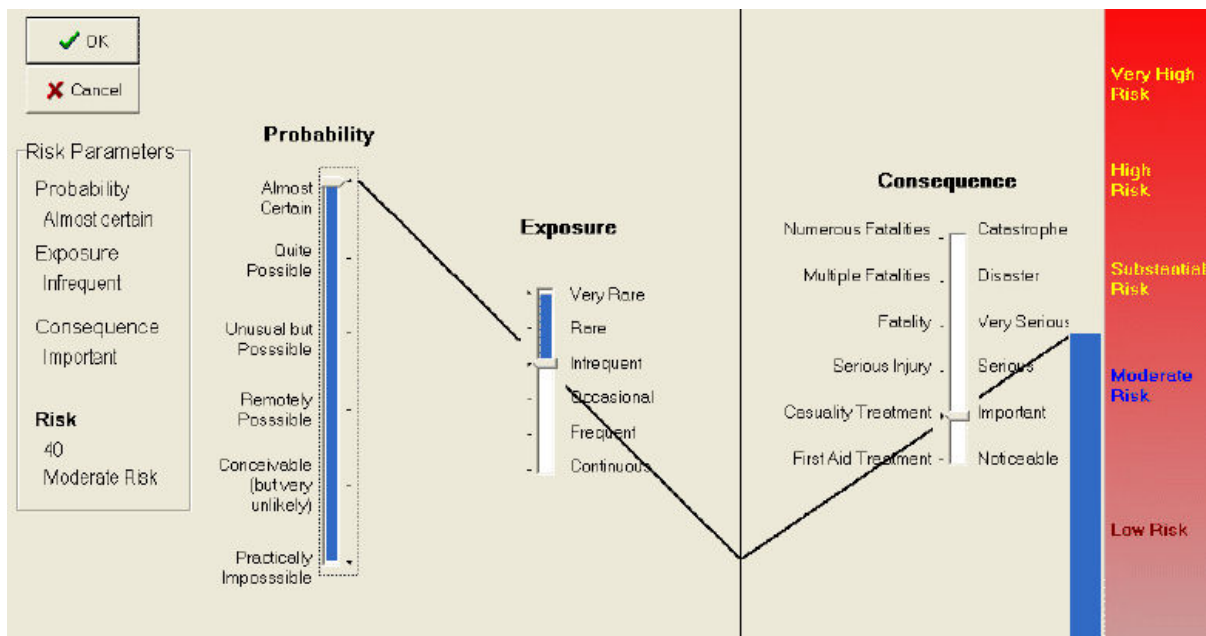 OK
Cancel
Risk Parameters
Probability
Almost certain
Exposure
Infrequent
Consequence
Important
Risk
40
Moderate Risk
Probability
Almost
Certain
Quite
Possible
Unusual but
Posssible
Remotely
Posssible
Conceivable
(but very
unlikely)
Practically
Imposssible
Exposure
Very Rare
Rare
Infrequent
Occasional
Frequent
Continuous
Consequence
Numerous Fatalities
Catastrophe
Multiple Fatalities
Disaster
Fatality
Very Serious
Serious Injury
Serious
Casuality Treatment
Important
First Aid Treatment
Noticeable
Very High
Risk
High
Risk
Substantial
Risk
Moderate
Risk
Low Risk